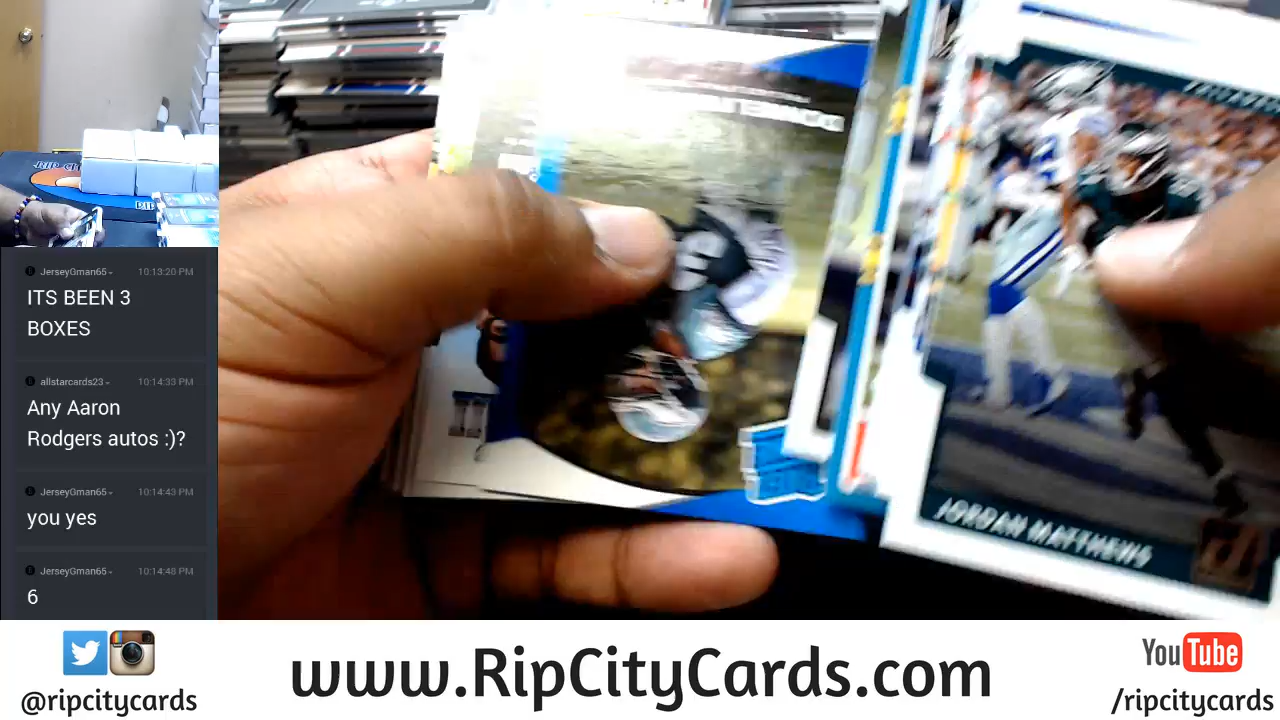 JerseyGman65 10:13:20 PM
ITS BEEN 3
BOXES
allstarcards23 10:14:33 PM
Any Aaron
Rodgers autos :)?
JerseyGman65 10:14:43 PM
you yes
JerseyGman65 10:14:48 PM
6
JORDAN MATTHEWS
@ripcitycards
www.RipCityCards.com
YouTube
/ripcitycards